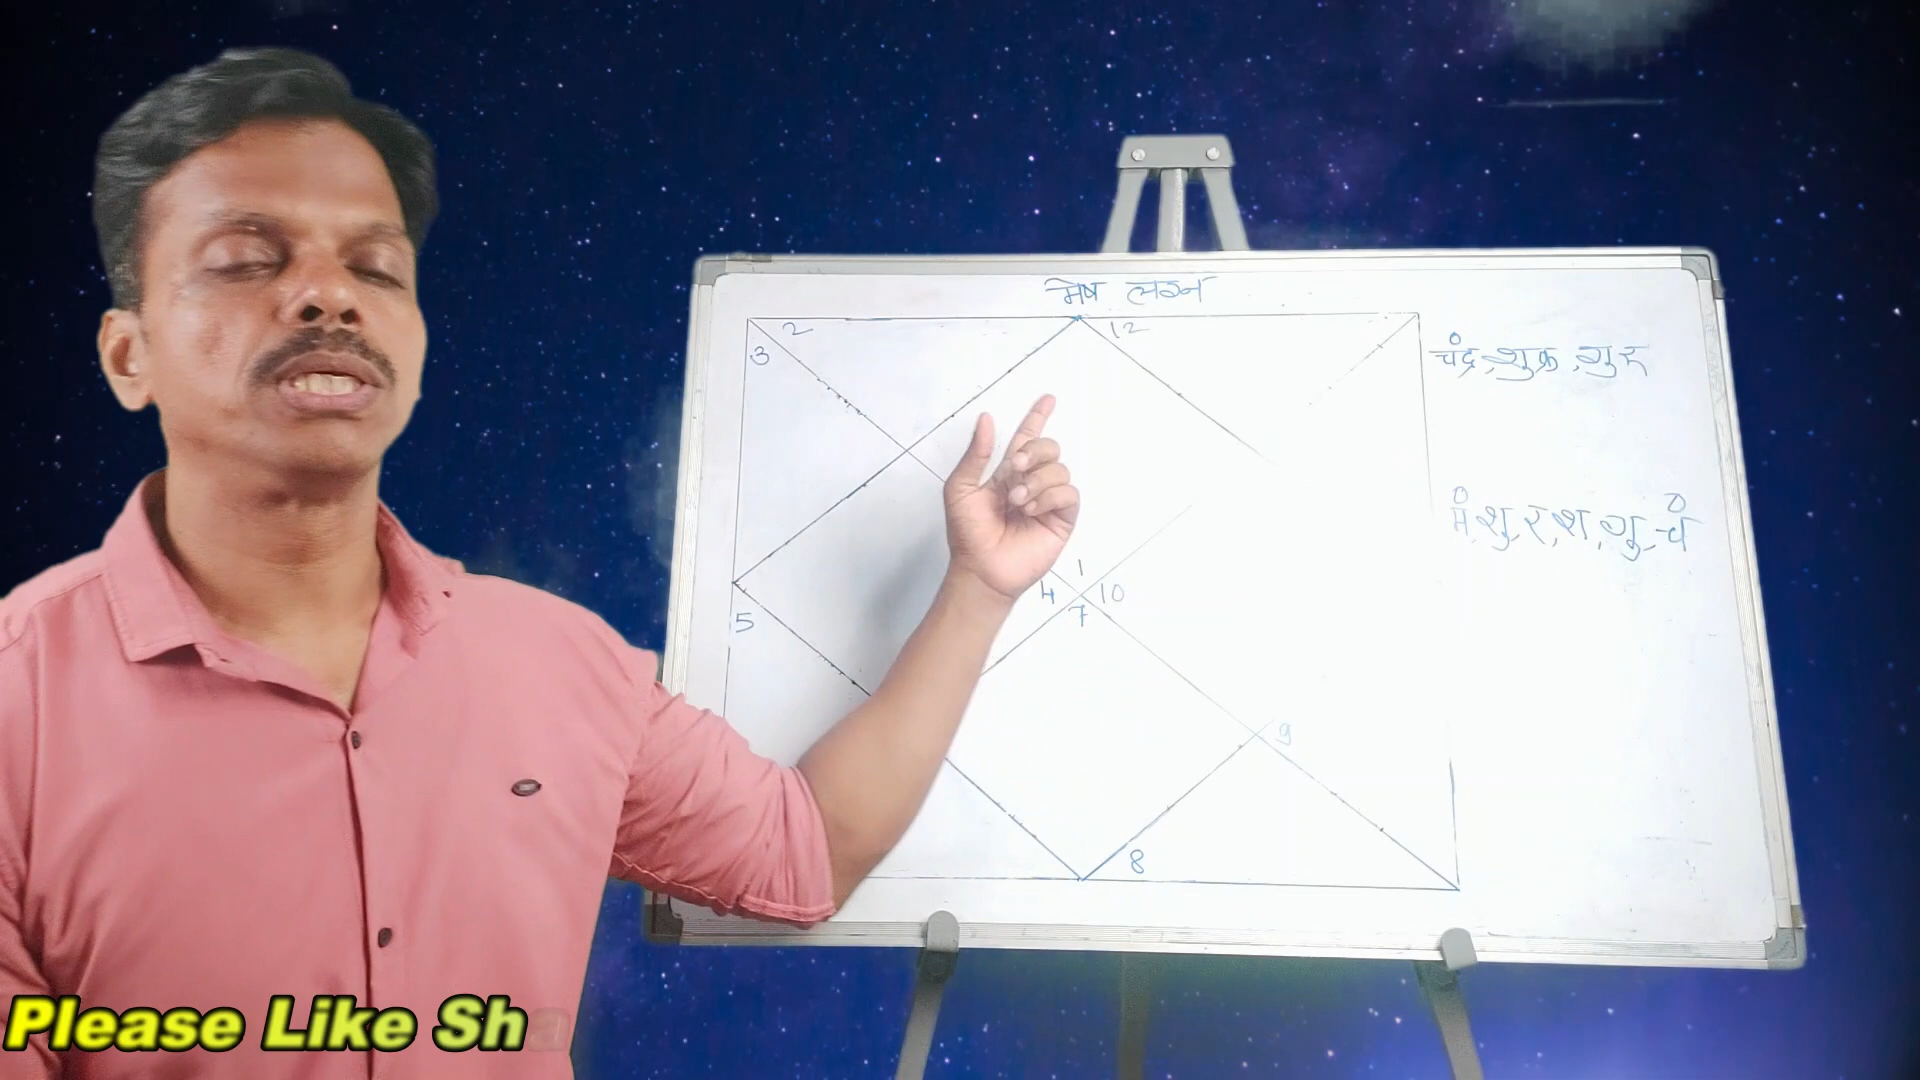 मेष लग्न
2 12
3
चंद्र, शुक्र, गुरु
मं, शु, र, श, गु, चं
1
4 10
7
5
9
8
Please Like Sh